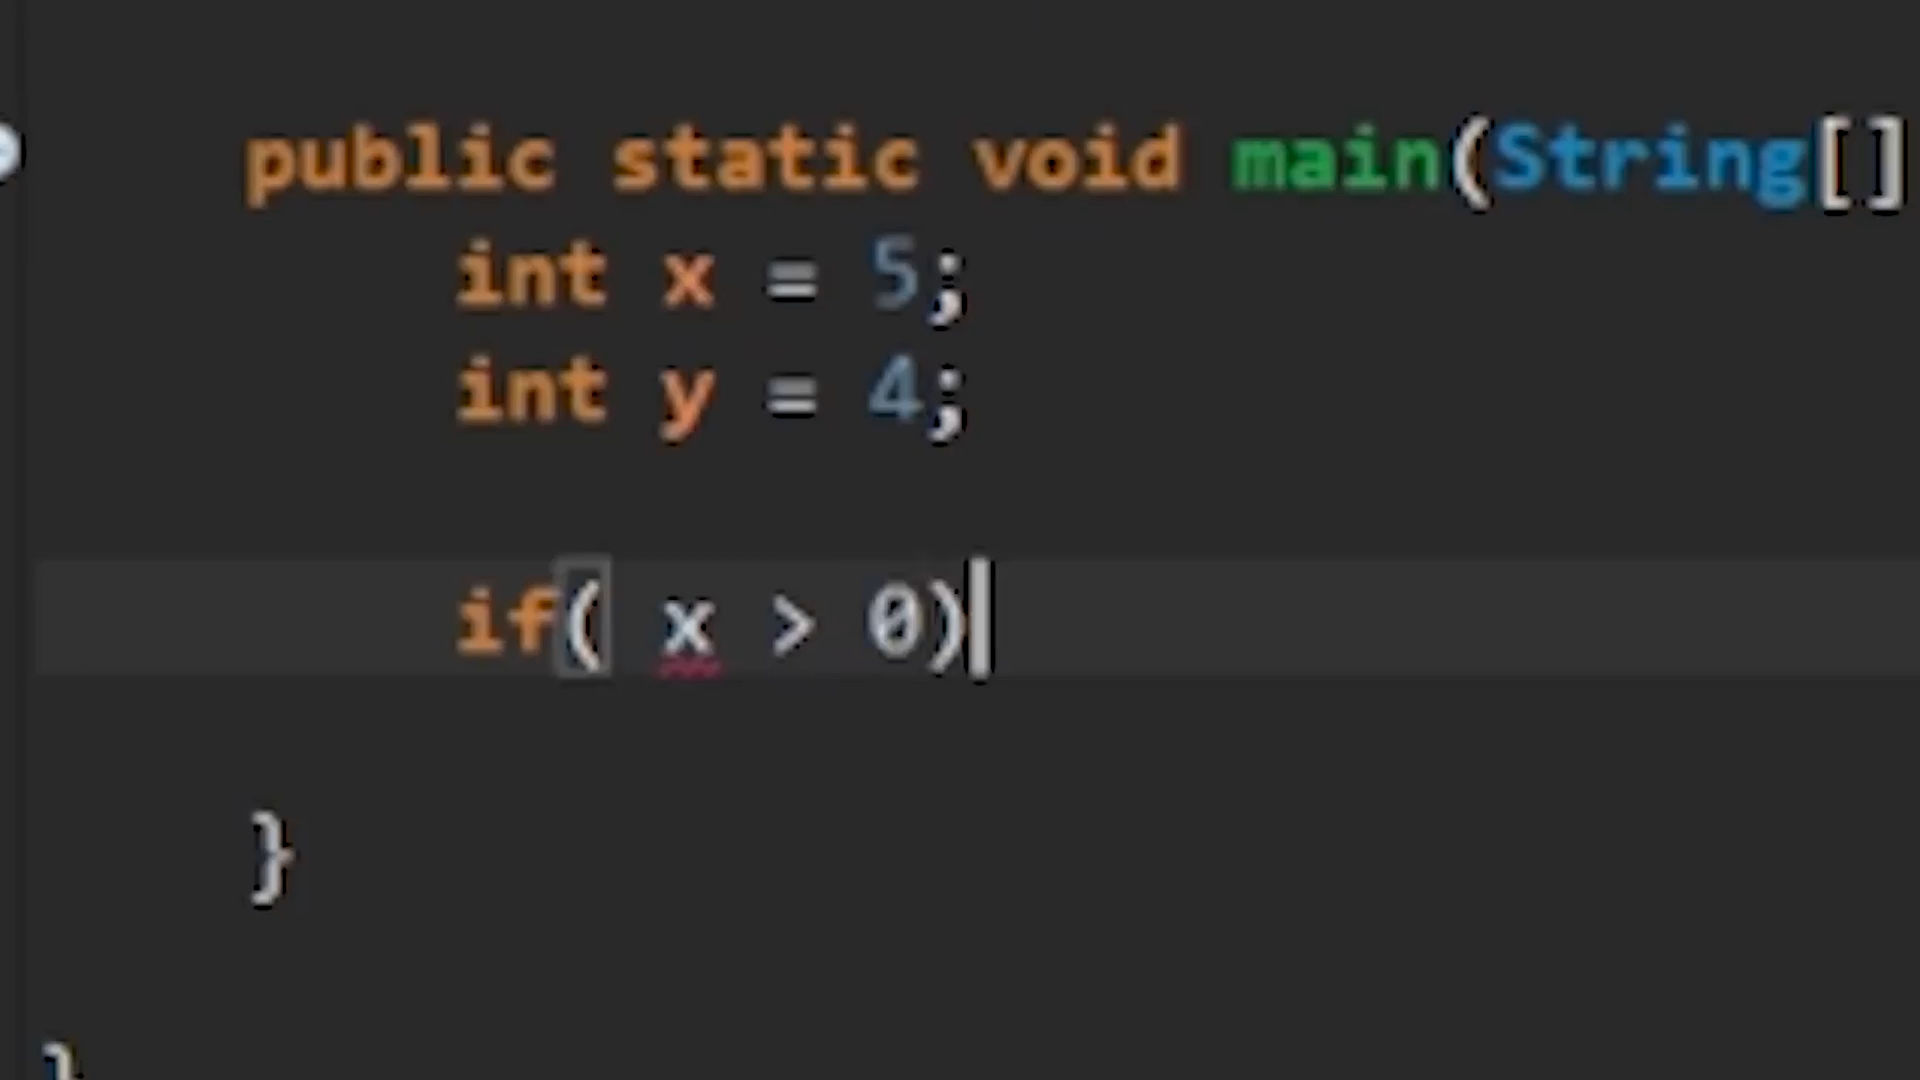 public static void main(String[]
int x = 5;
int y = 4;
if( x > 0)
}
}